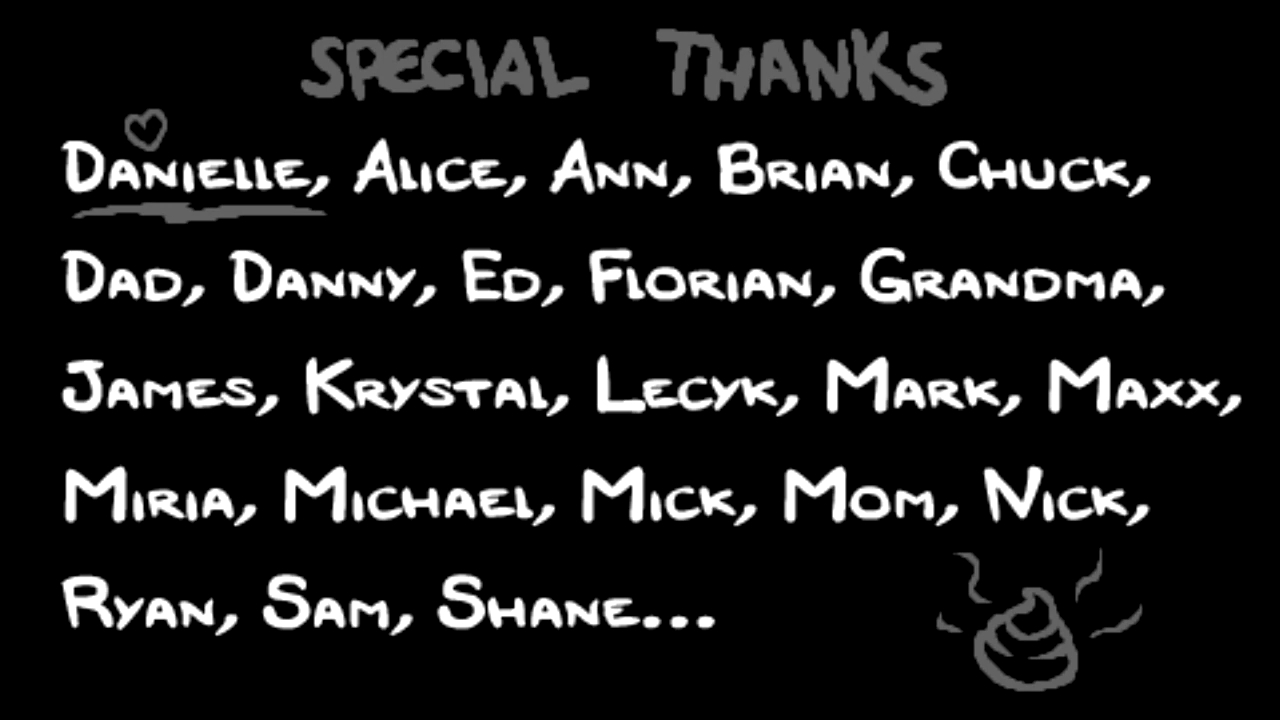 SPECIAL THANKS
DANIELLE, ALICE, ANN, BRIAN, CHUCK,
DAD, DANNY, ED, FLORIAN, GRANDMA,
JAMES, KRYSTAL, LECYK, MARK, MAXX,
MIRIA, MICHAEL, MICK, MOM, NICK,
RYAN, SAM, SHANE...